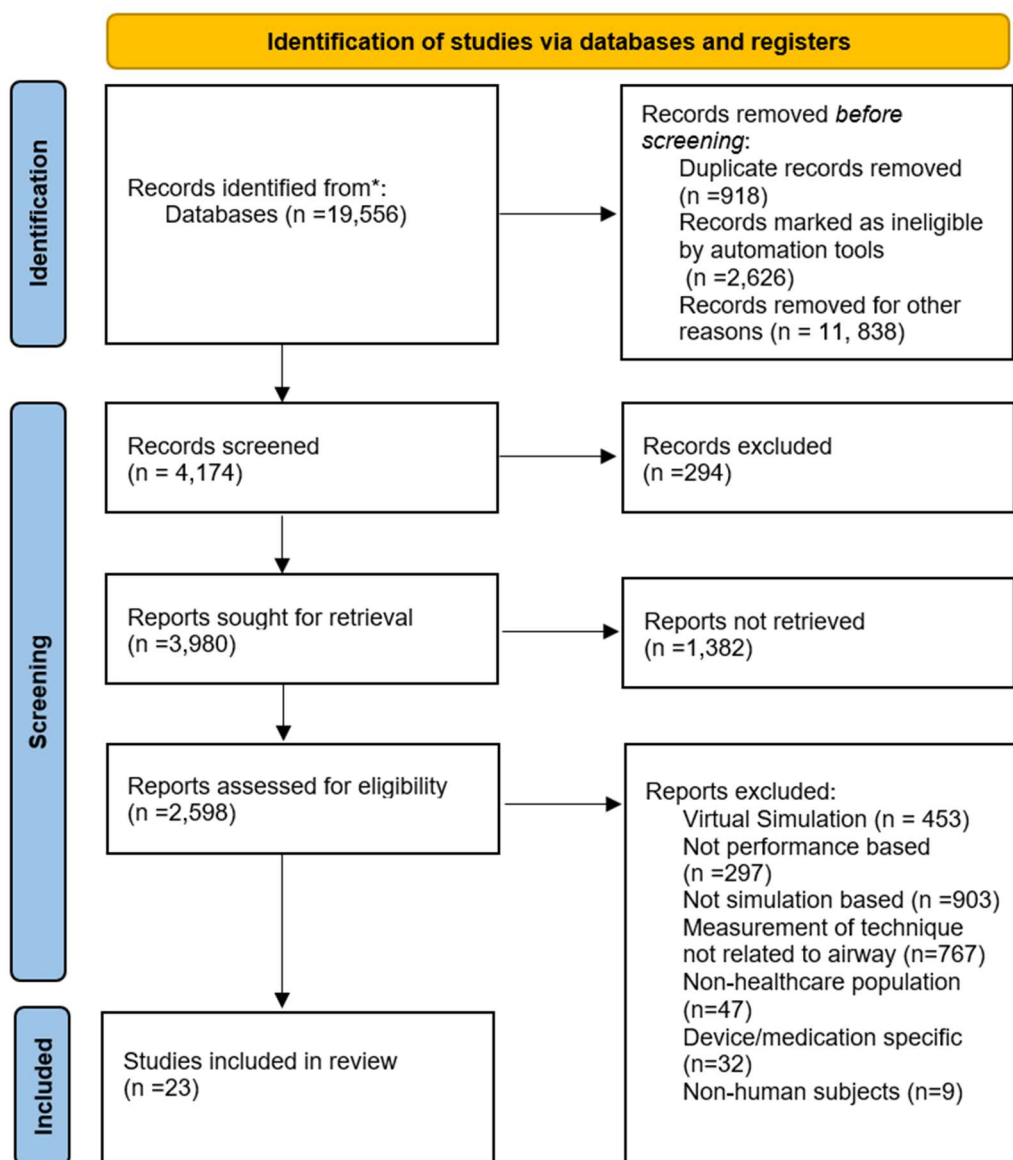 Identification of studies via databases and registers
Identification
Records identified from*:
Databases (n =19,556)
Records removed before
screening:
Duplicate records removed
(n =918)
Records marked as ineligible
by automation tools
(n =2,626)
Records removed for other
reasons (n = 11, 838)
Screening
Records screened
(n = 4,174)
Records excluded
(n =294)
Reports sought for retrieval
(n =3,980)
Reports not retrieved
(n =1,382)
Reports assessed for eligibility
(n =2,598)
Reports excluded:
Virtual Simulation (n = 453)
Not performance based
(n =297)
Not simulation based (n =903)
Measurement of technique
not related to airway (n=767)
Non-healthcare population
(n=47)
Device/medication specific
(n=32)
Non-human subjects (n=9)
Included
Studies included in review
(n =23)